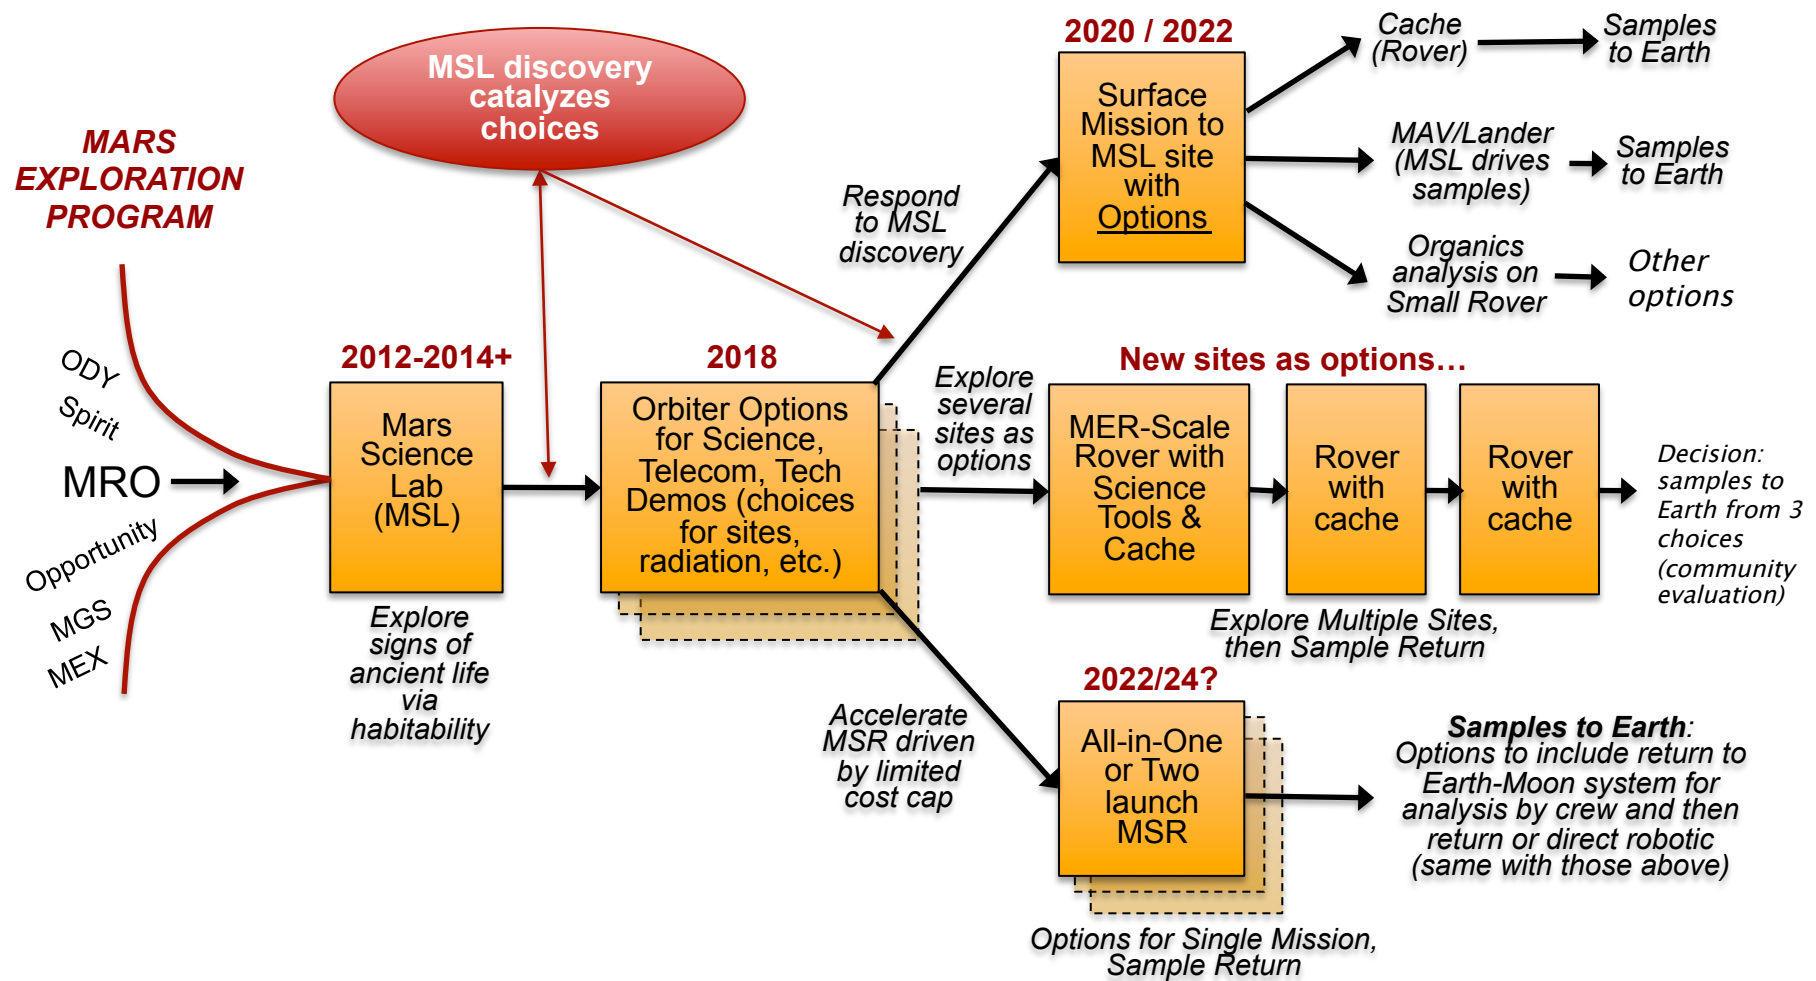 MARS
EXPLORATION
PROGRAM
ODY
Spirit
MRO
Opportunity
MGS
MEX
MSL discovery
catalyzes
choices
2012-2014+
Mars
Science
Lab
(MSL)
Explore
signs of
ancient life
via
habitability
2018
Orbiter Options
for Science,
Telecom, Tech
Demos (choices
for sites,
radiation, etc.)
Respond
to MSL
discovery
2020 / 2022
Surface
Mission to
MSL site
with
Options
Cache
(Rover)
Samples
to Earth
MAV/Lander
(MSL drives
samples)
Samples
to Earth
Organics
analysis on
Small Rover
Other
options
Explore
several
sites as
options
New sites as options…
MER-Scale
Rover with
Science
Tools &
Cache
Rover
with
cache
Rover
with
cache
Decision:
samples to
Earth from 3
choices
(community
evaluation)
Explore Multiple Sites,
then Sample Return
Accelerate
MSR driven
by limited
cost cap
2022/24?
All-in-One
or Two
launch
MSR
Samples to Earth:
Options to include return to
Earth-Moon system for
analysis by crew and then
return or direct robotic
(same with those above)
Options for Single Mission,
Sample Return